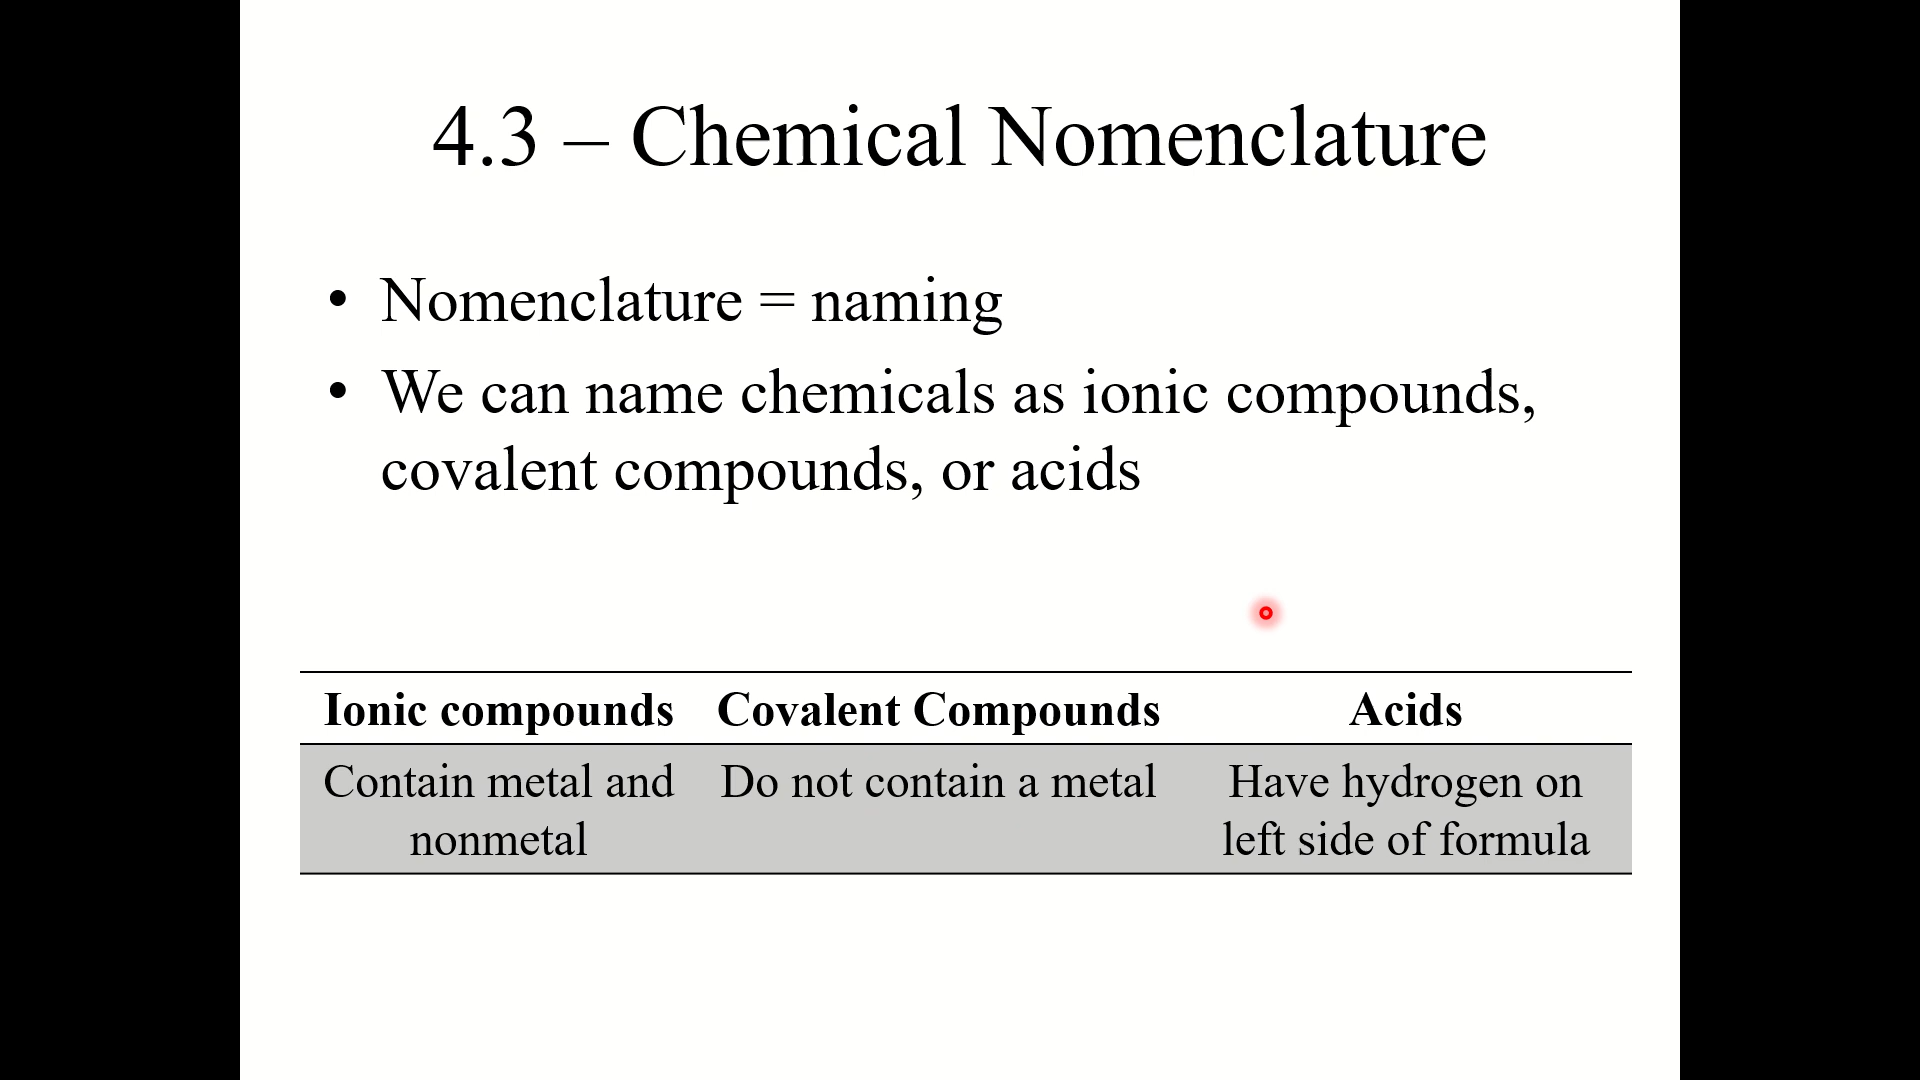 4.3 – Chemical Nomenclature
• Nomenclature = naming
• We can name chemicals as ionic compounds,
covalent compounds, or acids
Ionic compounds Covalent Compounds Acids
Contain metal and Do not contain a metal Have hydrogen on
nonmetal left side of formula